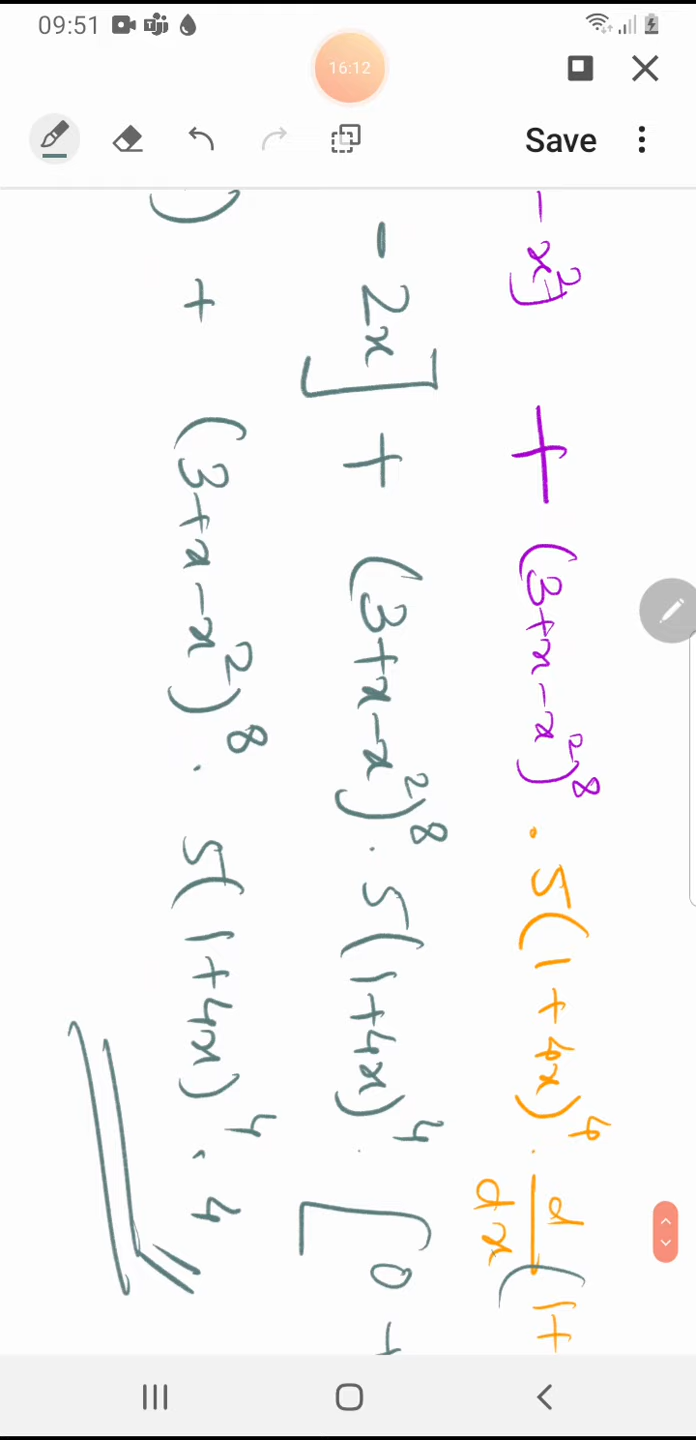 09:51
16:12
Save
- x²] + (3+x-x²)⁸ . 5(1+4x)⁴ . d/dx (1+
- 2x] + (3+x-x²)⁸ . 5(1+4x)⁴ . [0 +
) + (3+x-x²)⁸ . 5(1+4x)⁴ . 4